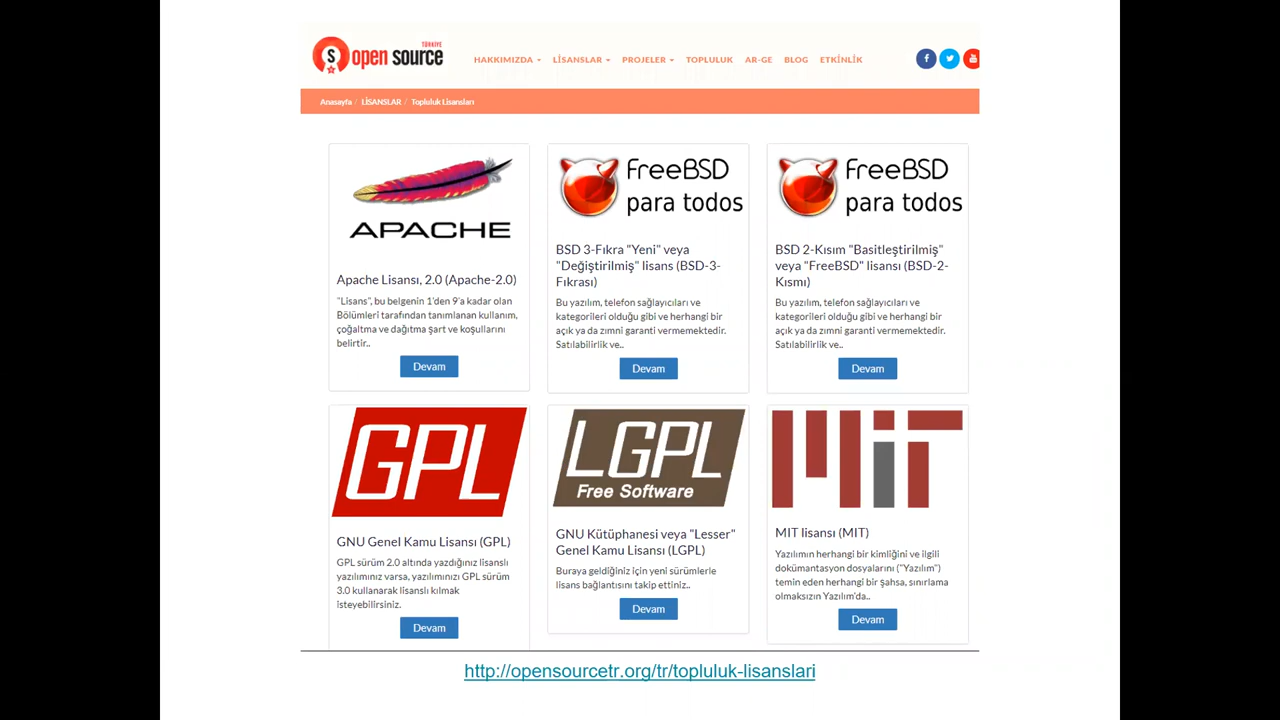 TÜRKİYE
open source
HAKKIMIZDA LİSANSLAR PROJELER TOPLULUK AR-GE BLOG ETKİNLİK
Anasayfa / LİSANSLAR / Topluluk Lisansları
APACHE
Apache Lisansı, 2.0 (Apache-2.0)
"Lisans", bu belgenin 1'den 9'a kadar olan
Bölümleri tarafından tanımlanan kullanım,
çoğaltma ve dağıtma şart ve koşullarını
belirtir..
Devam
FreeBSD
para todos
BSD 3-Fıkra "Yeni" veya
"Değiştirilmiş" lisans (BSD-3-
Fıkrası)
Bu yazılım, telefon sağlayıcıları ve
kategorileri olduğu gibi ve herhangi bir
açık ya da zımni garanti vermemektedir.
Satılabilirlik ve..
Devam
FreeBSD
para todos
BSD 2-Kısım "Basitleştirilmiş"
veya "FreeBSD" lisansı (BSD-2-
Kısmı)
Bu yazılım, telefon sağlayıcıları ve
kategorileri olduğu gibi ve herhangi bir
açık ya da zımni garanti vermemektedir.
Satılabilirlik ve..
Devam
GPL
GNU Genel Kamu Lisansı (GPL)
GPL sürüm 2.0 altında yazdığınız lisanslı
yazılımınız varsa, yazılımınızı GPL sürüm
3.0 kullanarak lisanslı kılmak
isteyebilirsiniz.
Devam
LGPL
Free Software
GNU Kütüphanesi veya "Lesser"
Genel Kamu Lisansı (LGPL)
Buraya geldiğiniz için yeni sürümlerle
lisans bağlantısını takip ettiniz..
Devam
MiT
MIT lisansı (MIT)
Yazılımın herhangi bir kimliğini ve ilgili
dokümantasyon dosyalarını ("Yazılım")
temin eden herhangi bir şahsa, sınırlama
olmaksızın Yazılım'da..
Devam
http://opensourcetr.org/tr/topluluk-lisanslari